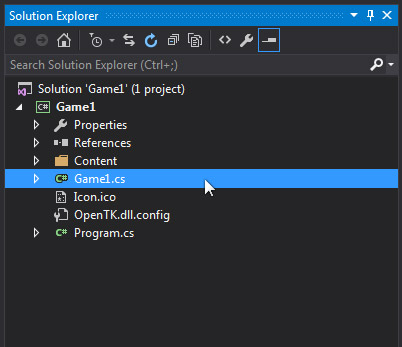 Solution Explorer
Search Solution Explorer (Ctrl+;)
Solution 'Game1' (1 project)
C# Game1
Properties
References
Content
C# Game1.cs
Icon.ico
OpenTK.dll.config
C# Program.cs